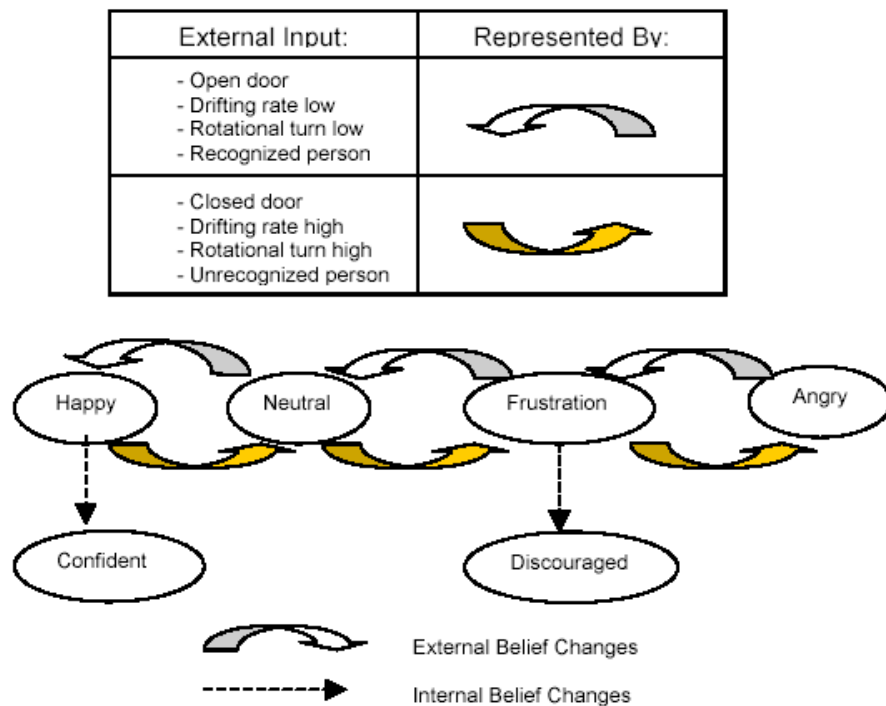 External Input:
Represented By:
- Open door
- Drifting rate low
- Rotational turn low
- Recognized person
- Closed door
- Drifting rate high
- Rotational turn high
- Unrecognized person
Happy
Neutral
Frustration
Angry
Confident
Discouraged
External Belief Changes
Internal Belief Changes